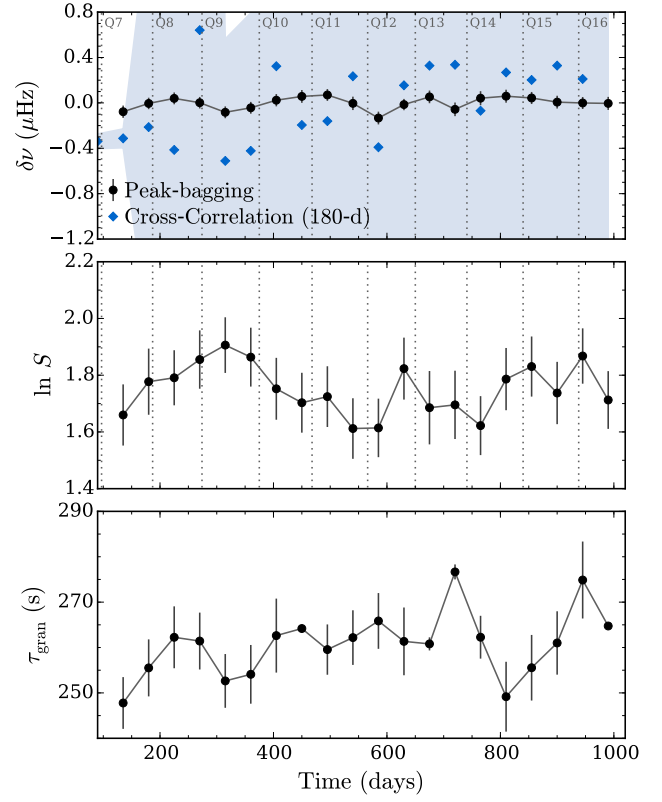 Q7 Q8 Q9 Q10 Q11 Q12 Q13 Q14 Q15 Q16
0.8
0.4
0.0
−0.4
−0.8
−1.2
δν (μHz)
Peak-bagging
Cross-Correlation (180-d)
2.2
2.0
1.8
1.6
1.4
ln S
290
270
250
τgran (s)
200 400 600 800 1000
Time (days)